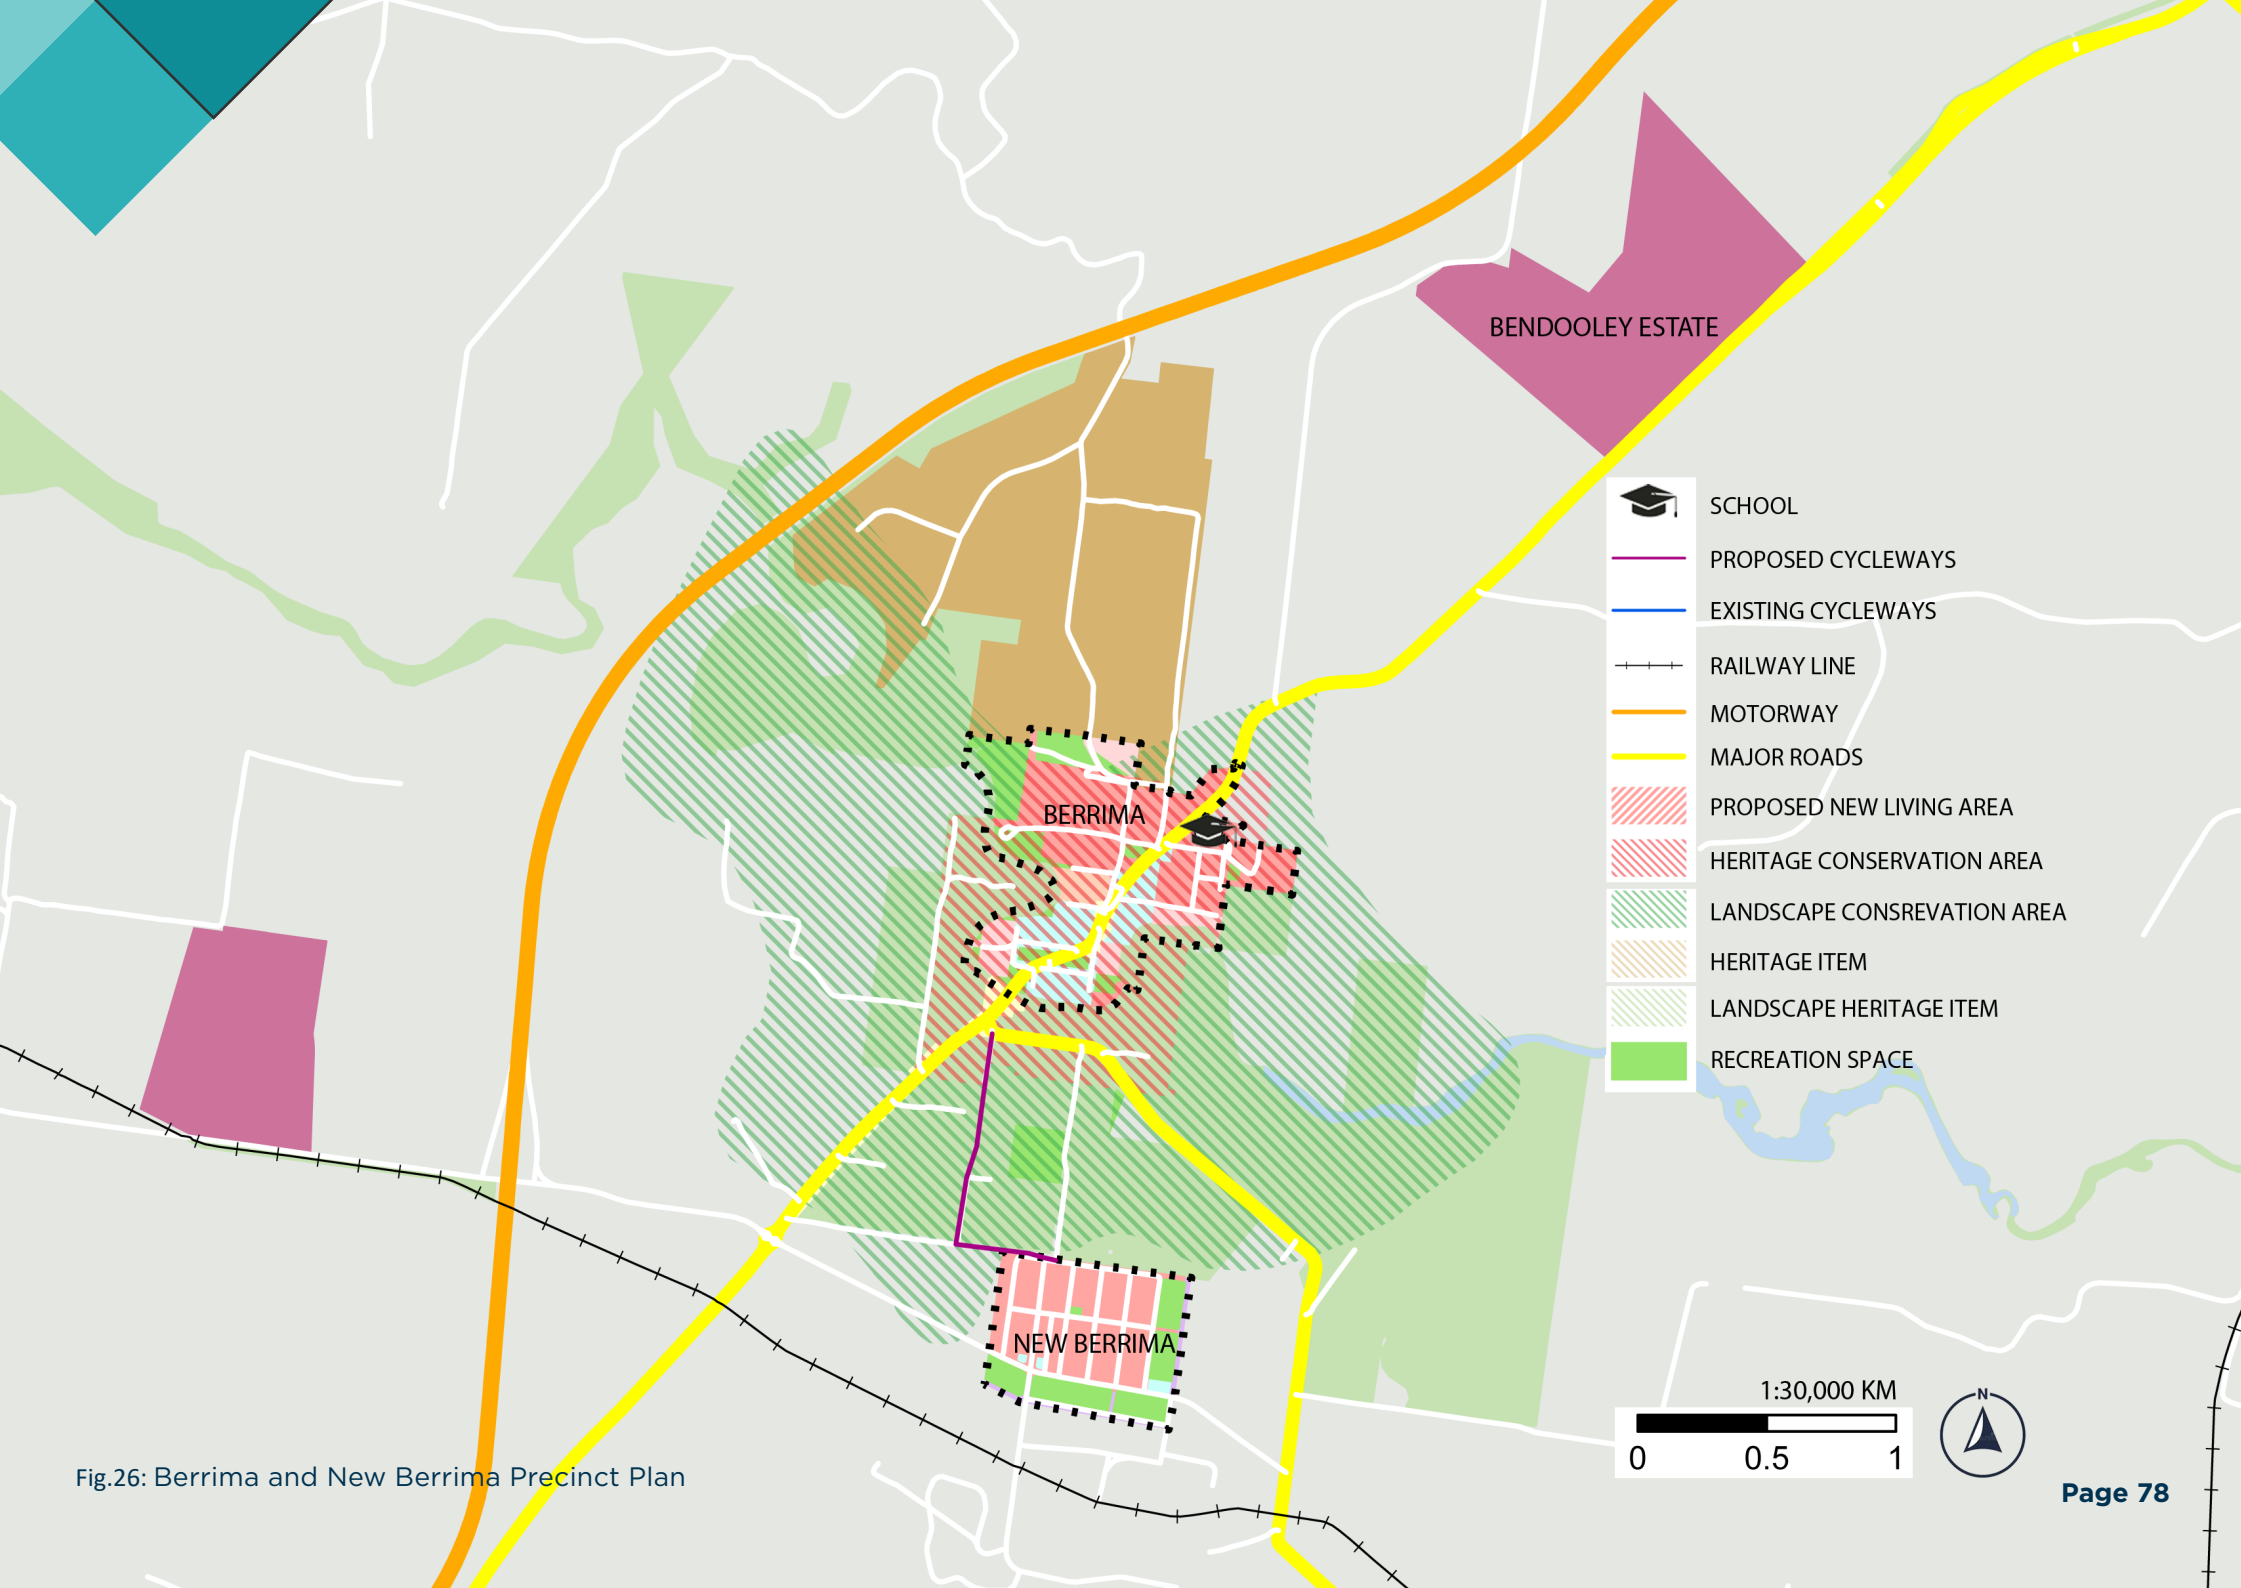 BENDOOLEY ESTATE
SCHOOL
PROPOSED CYCLEWAYS
EXISTING CYCLEWAYS
RAILWAY LINE
MOTORWAY
MAJOR ROADS
PROPOSED NEW LIVING AREA
HERITAGE CONSERVATION AREA
LANDSCAPE CONSREVATION AREA
HERITAGE ITEM
LANDSCAPE HERITAGE ITEM
RECREATION SPACE
BERRIMA
NEW BERRIMA
1:30,000 KM
0 0.5 1
N
Fig.26: Berrima and New Berrima Precinct Plan
Page 78